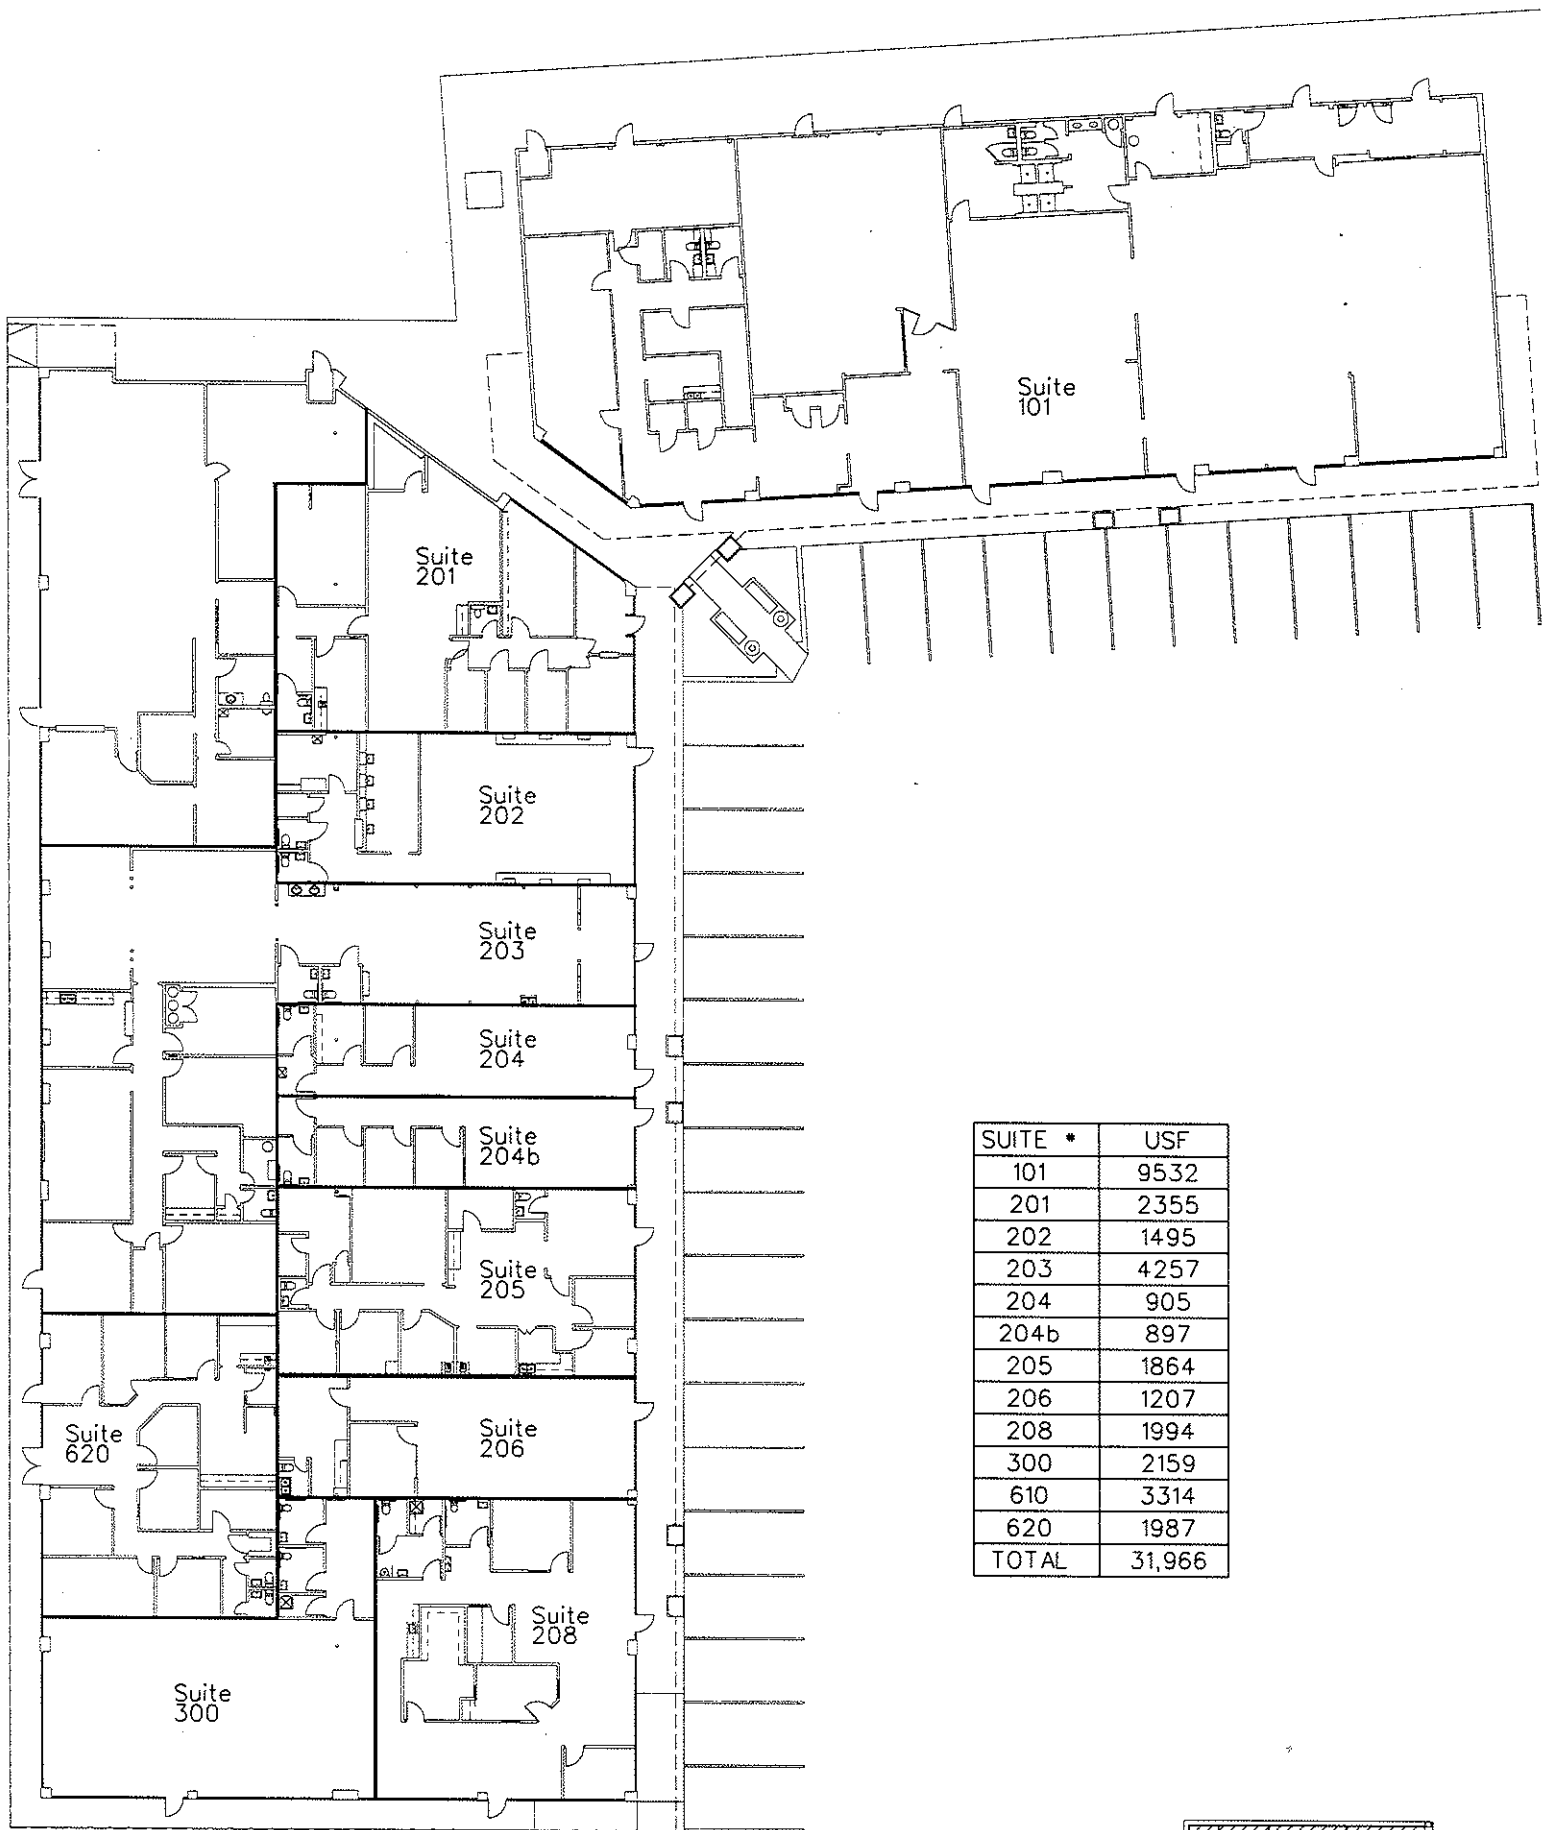 Suite
101
Suite
201
Suite
202
Suite
203
Suite
204
Suite
204b
Suite
205
Suite
206
Suite
620
Suite
208
Suite
300
SUITE * USF
101 9532
201 2355
202 1495
203 4257
204 905
204b 897
205 1864
206 1207
208 1994
300 2159
610 3314
620 1987
TOTAL 31,966